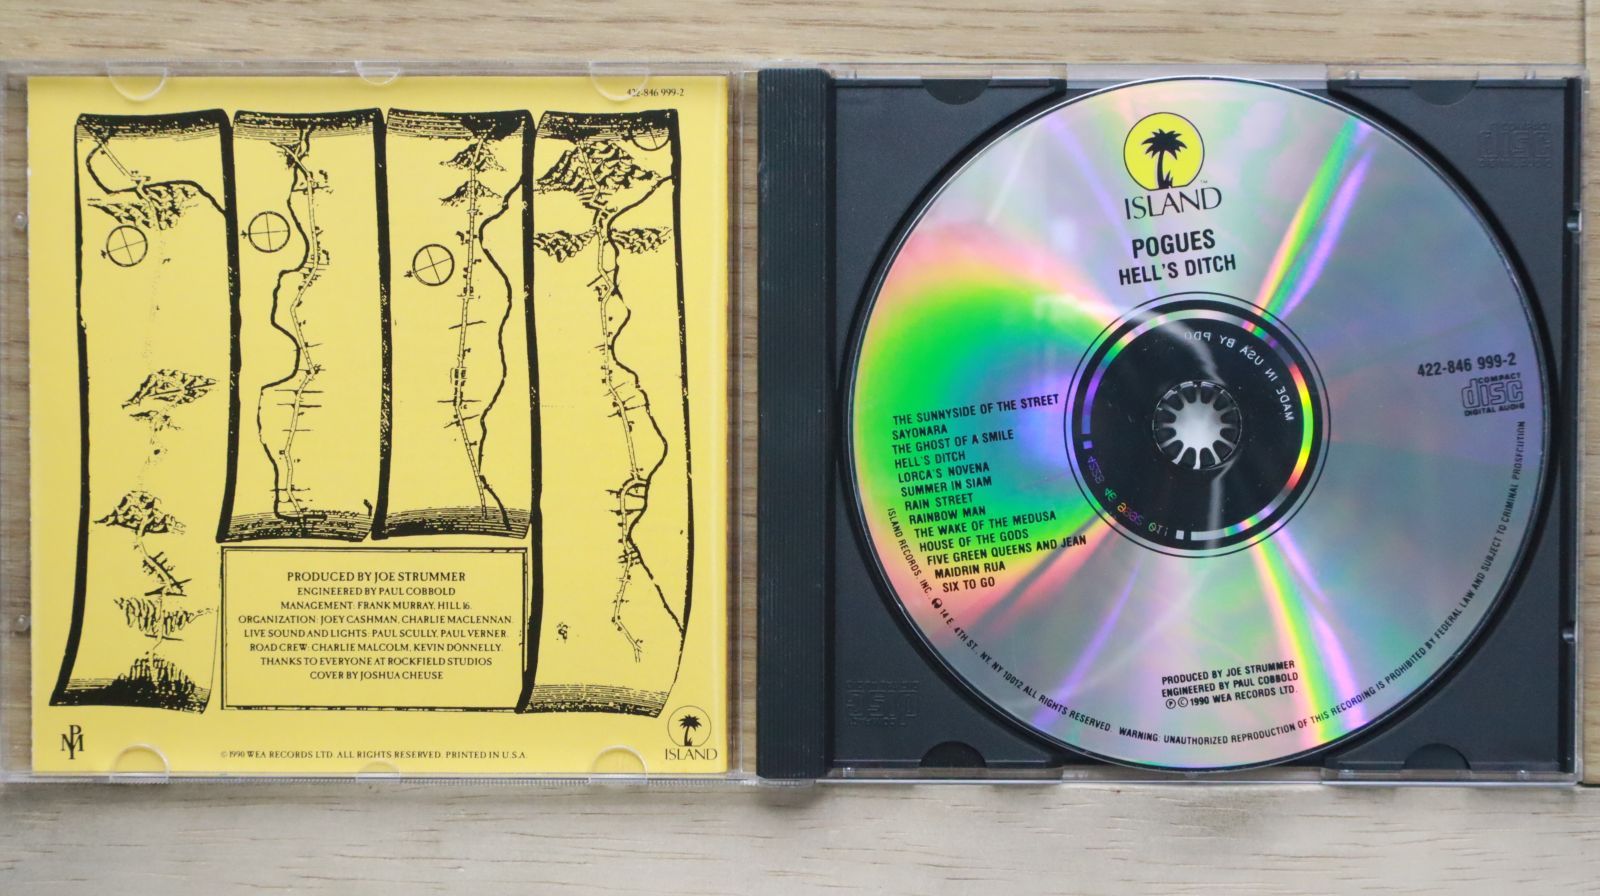 422-846 999-2
PRODUCED BY JOE STRUMMER
ENGINEERED BY PAUL COBBOLD
MANAGEMENT: FRANK MURRAY, HILL 16.
ORGANIZATION: JOEY CASHMAN, CHARLIE MACLENNAN.
LIVE SOUND AND LIGHTS: PAUL SCULLY, PAUL VERNER.
ROAD CREW: CHARLIE MALCOLM, KEVIN DONNELLY.
THANKS TO EVERYONE AT ROCKFIELD STUDIOS
COVER BY JOSHUA CHEUSE
© 1990 WEA RECORDS LTD. ALL RIGHTS RESERVED. PRINTED IN U.S.A.
ISLAND
ISLAND
™
POGUES
HELL'S DITCH
MADE IN USA BY PDO
422-846 999-2
COMPACT
disc
DIGITAL AUDIO
THE SUNNYSIDE OF THE STREET
SAYONARA
THE GHOST OF A SMILE
HELL'S DITCH
LORCA'S NOVENA
SUMMER IN SIAM
RAIN STREET
RAINBOW MAN
THE WAKE OF THE MEDUSA
HOUSE OF THE GODS
FIVE GREEN QUEENS AND JEAN
MAIDRIN RUA
SIX TO GO
PRODUCED BY JOE STRUMMER
ENGINEERED BY PAUL COBBOLD
℗ © 1990 WEA RECORDS LTD.
ISLAND RECORDS, INC., 14 E. 4TH ST., NY, NY 10012 ALL RIGHTS RESERVED. WARNING: UNAUTHORIZED REPRODUCTION OF THIS RECORDING IS PROHIBITED BY FEDERAL LAW AND SUBJECT TO CRIMINAL PROSECUTION